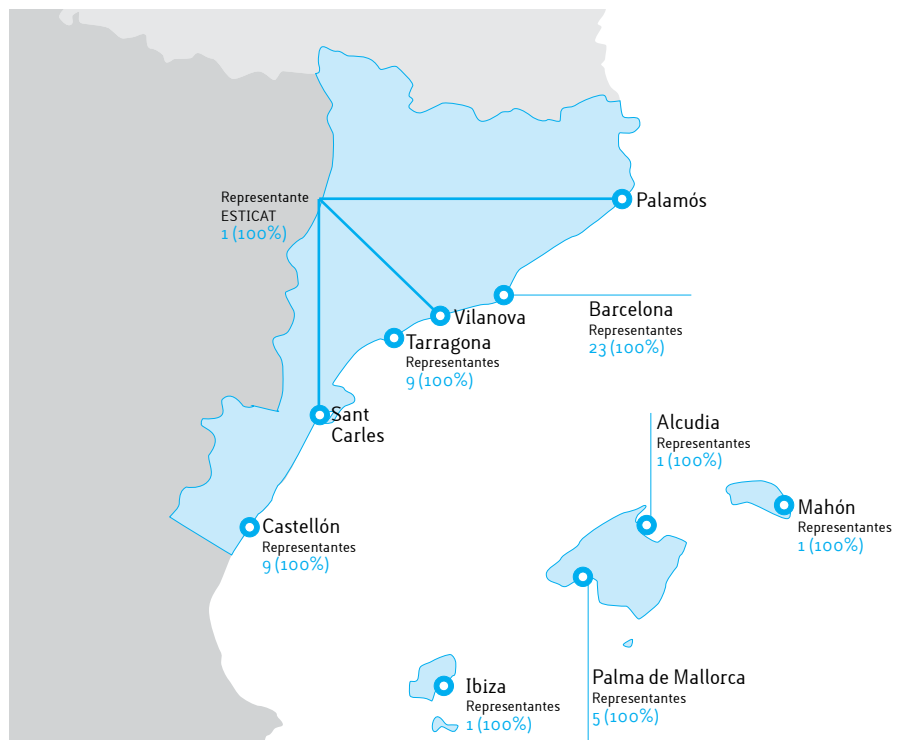 Representante
ESTICAT
1 (100%)
Palamós
Barcelona
Representantes
23 (100%)
Vilanova
Tarragona
Representantes
9 (100%)
Sant
Carles
Alcudia
Representantes
1 (100%)
Mahón
Representantes
1 (100%)
Castellón
Representantes
9 (100%)
Palma de Mallorca
Representantes
5 (100%)
Ibiza
Representantes
1 (100%)